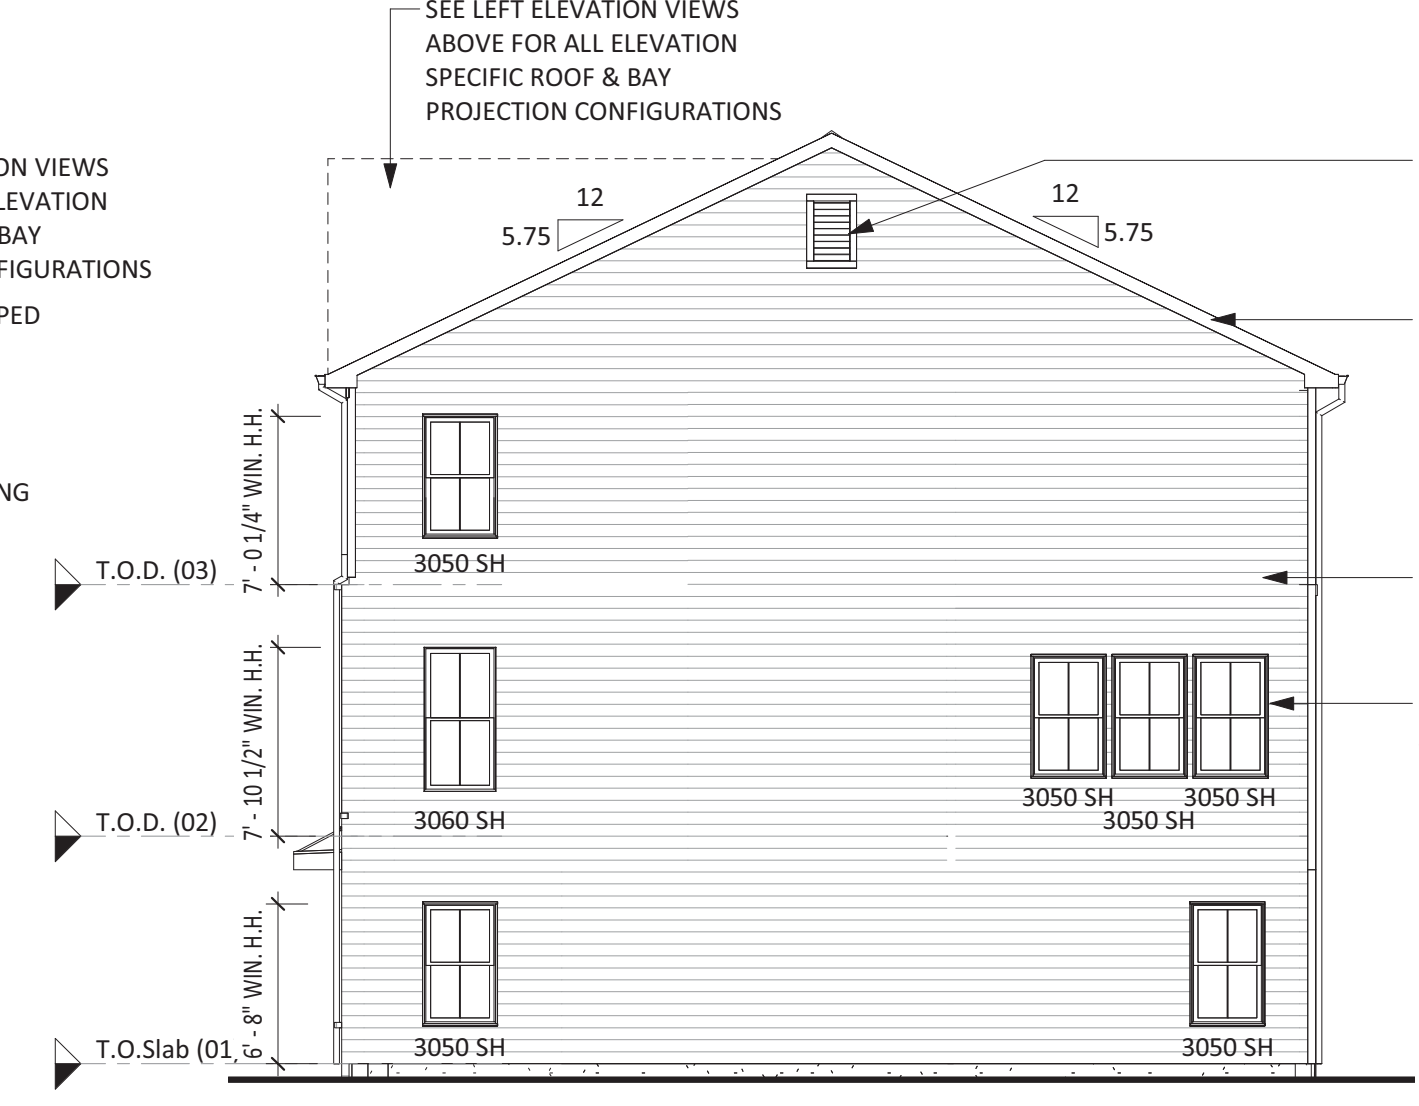 SEE LEFT ELEVATION VIEWS
ABOVE FOR ALL ELEVATION
SPECIFIC ROOF & BAY
PROJECTION CONFIGURATIONS
ON VIEWS
LEVATION
BAY
FIGURATIONS
PED
NG
12
5.75
12
5.75
7' - 0 1/4" WIN. H.H.
3050 SH
T.O.D. (03)
7' - 10 1/2" WIN. H.H.
3050 SH
3050 SH
3050 SH
3060 SH
T.O.D. (02)
6' - 8" WIN. H.H.
T.O.Slab (01
3050 SH
3050 SH